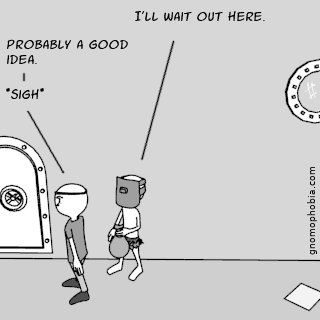 I'LL WAIT OUT HERE.
PROBABLY A GOOD
IDEA.
*SIGH*
gnomophobia.com